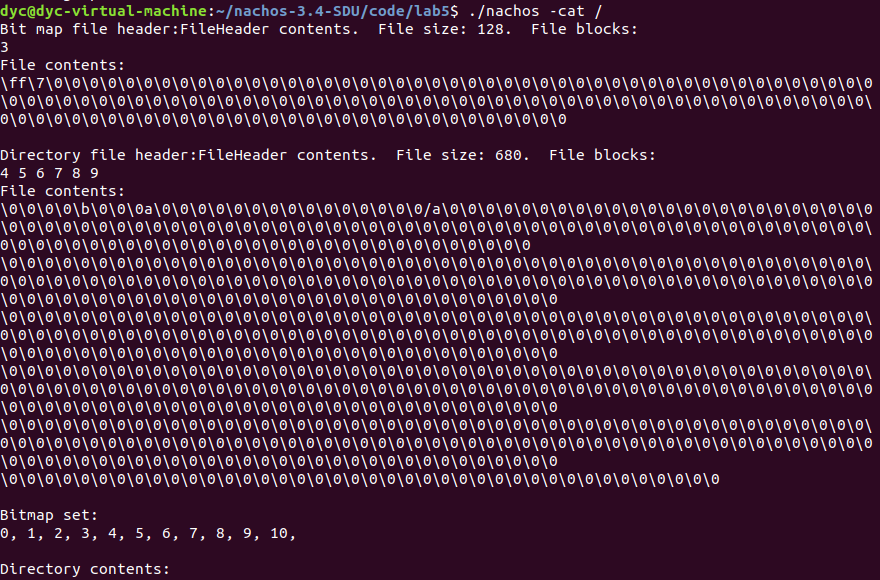 dyc@dyc-virtual-machine:~/nachos-3.4-SDU/code/lab5$ ./nachos -cat /
Bit map file header:FileHeader contents.  File size: 128.  File blocks:
3
File contents:
\ff\7\0\0\0\0\0\0\0\0\0\0\0\0\0\0\0\0\0\0\0\0\0\0\0\0\0\0\0\0\0\0\0\0\0\0\0\0\0\0\0\0\0\0\0\0\0\0
\0\0\0\0\0\0\0\0\0\0\0\0\0\0\0\0\0\0\0\0\0\0\0\0\0\0\0\0\0\0\0\0\0\0\0\0\0\0\0\0\0\0\0\0\0\0\0\0\
0\0\0\0\0\0\0\0\0\0\0\0\0\0\0\0\0\0\0\0\0\0\0\0\0\0\0\0\0\0\0\0
Directory file header:FileHeader contents.  File size: 680.  File blocks:
4 5 6 7 8 9
File contents:
\0\0\0\0\b\0\0\0a\0\0\0\0\0\0\0\0\0\0\0\0\0\0\0/a\0\0\0\0\0\0\0\0\0\0\0\0\0\0\0\0\0\0\0\0\0\0\0\0
\0\0\0\0\0\0\0\0\0\0\0\0\0\0\0\0\0\0\0\0\0\0\0\0\0\0\0\0\0\0\0\0\0\0\0\0\0\0\0\0\0\0\0\0\0\0\0\0\
0\0\0\0\0\0\0\0\0\0\0\0\0\0\0\0\0\0\0\0\0\0\0\0\0\0\0\0\0\0
\0\0\0\0\0\0\0\0\0\0\0\0\0\0\0\0\0\0\0\0\0\0\0\0\0\0\0\0\0\0\0\0\0\0\0\0\0\0\0\0\0\0\0\0\0\0\0\0\
0\0\0\0\0\0\0\0\0\0\0\0\0\0\0\0\0\0\0\0\0\0\0\0\0\0\0\0\0\0\0\0\0\0\0\0\0\0\0\0\0\0\0\0\0\0\0\0\0
\0\0\0\0\0\0\0\0\0\0\0\0\0\0\0\0\0\0\0\0\0\0\0\0\0\0\0\0\0\0\0
\0\0\0\0\0\0\0\0\0\0\0\0\0\0\0\0\0\0\0\0\0\0\0\0\0\0\0\0\0\0\0\0\0\0\0\0\0\0\0\0\0\0\0\0\0\0\0\0\
0\0\0\0\0\0\0\0\0\0\0\0\0\0\0\0\0\0\0\0\0\0\0\0\0\0\0\0\0\0\0\0\0\0\0\0\0\0\0\0\0\0\0\0\0\0\0\0\0
\0\0\0\0\0\0\0\0\0\0\0\0\0\0\0\0\0\0\0\0\0\0\0\0\0\0\0\0\0\0\0
\0\0\0\0\0\0\0\0\0\0\0\0\0\0\0\0\0\0\0\0\0\0\0\0\0\0\0\0\0\0\0\0\0\0\0\0\0\0\0\0\0\0\0\0\0\0\0\0\
0\0\0\0\0\0\0\0\0\0\0\0\0\0\0\0\0\0\0\0\0\0\0\0\0\0\0\0\0\0\0\0\0\0\0\0\0\0\0\0\0\0\0\0\0\0\0\0\0
\0\0\0\0\0\0\0\0\0\0\0\0\0\0\0\0\0\0\0\0\0\0\0\0\0\0\0\0\0\0\0
\0\0\0\0\0\0\0\0\0\0\0\0\0\0\0\0\0\0\0\0\0\0\0\0\0\0\0\0\0\0\0\0\0\0\0\0\0\0\0\0\0\0\0\0\0\0\0\0\
0\0\0\0\0\0\0\0\0\0\0\0\0\0\0\0\0\0\0\0\0\0\0\0\0\0\0\0\0\0\0\0\0\0\0\0\0\0\0\0\0\0\0\0\0\0\0\0\0
\0\0\0\0\0\0\0\0\0\0\0\0\0\0\0\0\0\0\0\0\0\0\0\0\0\0\0\0\0\0\0
\0\0\0\0\0\0\0\0\0\0\0\0\0\0\0\0\0\0\0\0\0\0\0\0\0\0\0\0\0\0\0\0\0\0\0\0\0\0\0\0
Bitmap set:
0, 1, 2, 3, 4, 5, 6, 7, 8, 9, 10,
Directory contents: